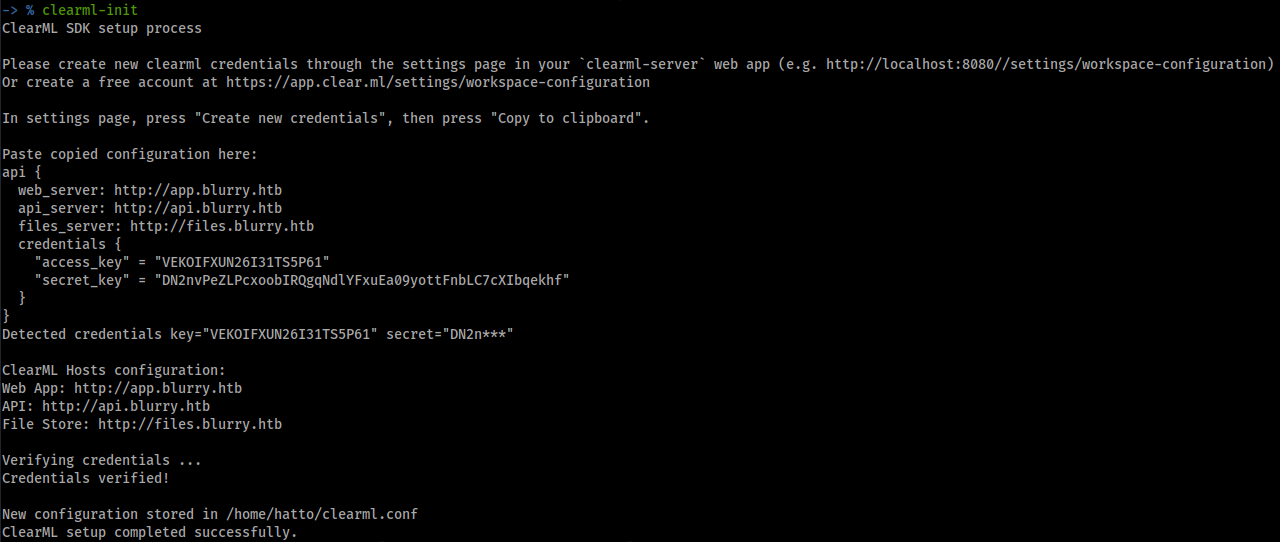 -> % clearml-init
ClearML SDK setup process
Please create new clearml credentials through the settings page in your `clearml-server` web app (e.g. http://localhost:8080//settings/workspace-configuration)
Or create a free account at https://app.clear.ml/settings/workspace-configuration
In settings page, press "Create new credentials", then press "Copy to clipboard".
Paste copied configuration here:
api {
  web_server: http://app.blurry.htb
  api_server: http://api.blurry.htb
  files_server: http://files.blurry.htb
  credentials {
    "access_key" = "VEKOIFXUN26I31TS5P61"
    "secret_key" = "DN2nvPeZLPcxoobIRQgqNdlYFxuEa09yottFnbLC7cXIbqekhf"
  }
}
Detected credentials key="VEKOIFXUN26I31TS5P61" secret="DN2n***"
ClearML Hosts configuration:
Web App: http://app.blurry.htb
API: http://api.blurry.htb
File Store: http://files.blurry.htb
Verifying credentials ...
Credentials verified!
New configuration stored in /home/hatto/clearml.conf
ClearML setup completed successfully.